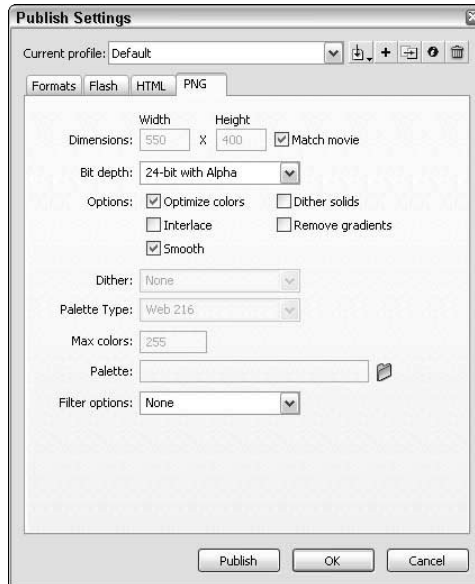 Publish Settings
Current profile: Default
Formats Flash HTML PNG
Width Height
Dimensions: 550 X 400 Match movie
Bit depth: 24-bit with Alpha
Options: Optimize colors Dither solids
Interlace Remove gradients
Smooth
Dither: None
Palette Type: Web 216
Max colors: 255
Palette:
Filter options: None
Publish OK Cancel